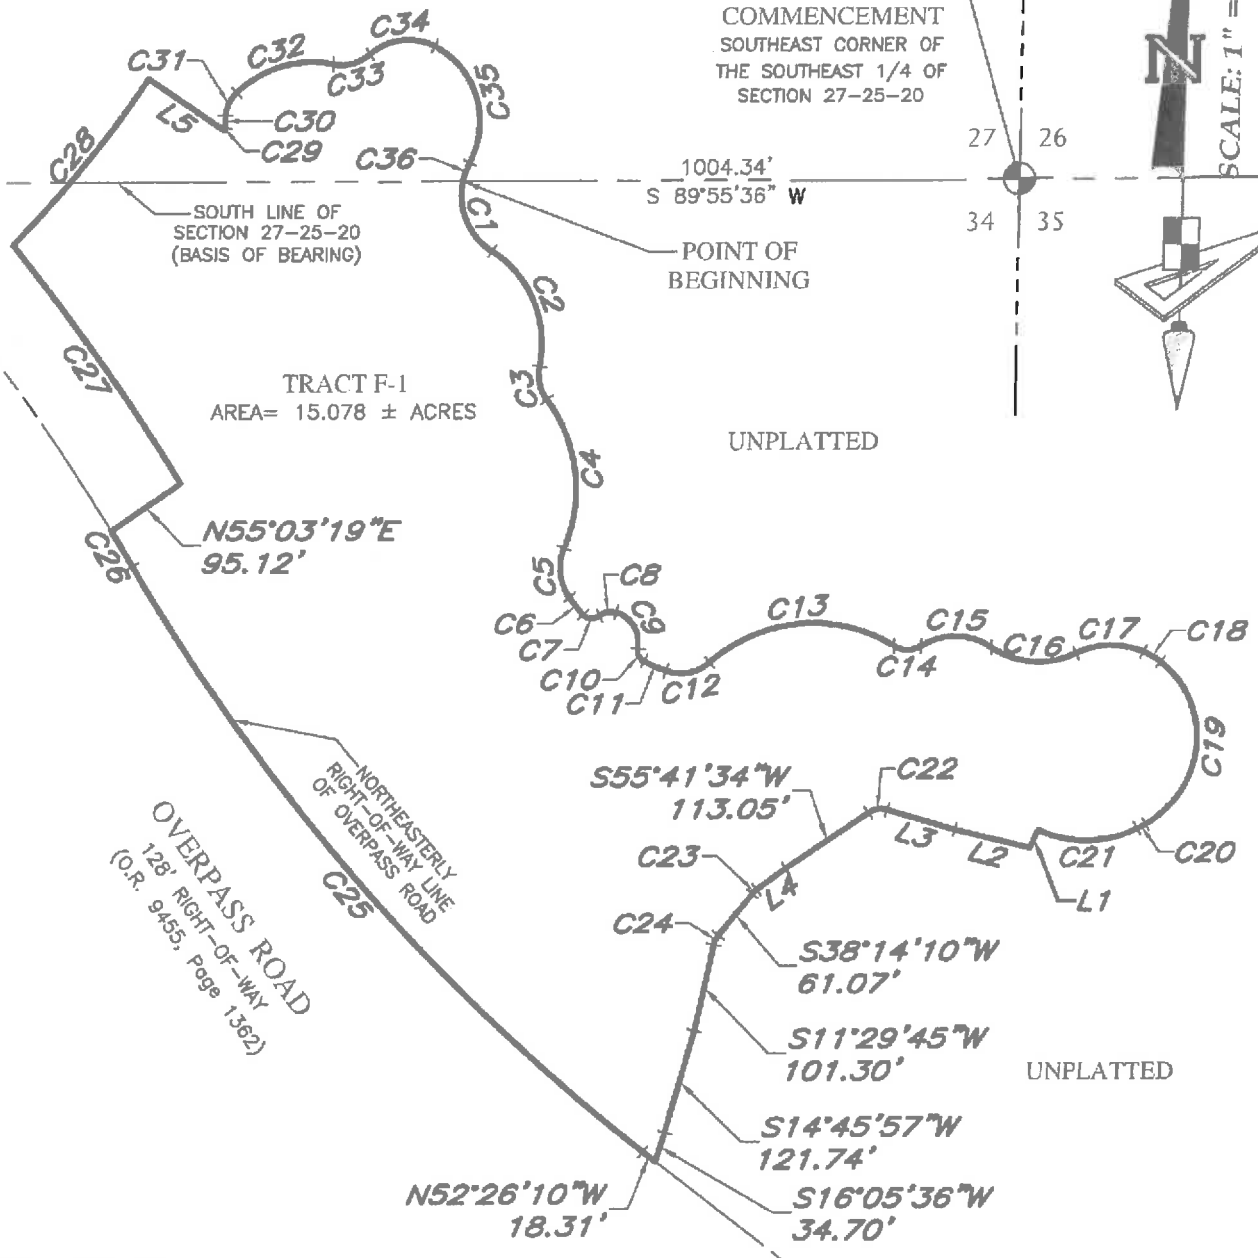 COMMENCEMENT
SOUTHEAST CORNER OF
THE SOUTHEAST 1/4 OF
SECTION 27-25-20
N
SCALE: 1" =
27
26
34
35
1004.34'
S 89°55'36" W
POINT OF
BEGINNING
C34
C32
C31
C33
C35
L5
C30
C29
C36
C28
SOUTH LINE OF
SECTION 27-25-20
(BASIS OF BEARING)
C1
C2
C27
TRACT F-1
AREA= 15.078 ± ACRES
C3
UNPLATTED
C4
N55°03'19"E
95.12'
C26
C5
C8
C6
C7
C9
C10
C11
C12
C13
C14
C15
C16
C17
C18
C19
C20
C21
L1
L2
L3
C22
S55°41'34"W
113.05'
C23
L4
C24
S38°14'10"W
61.07'
S11°29'45"W
101.30'
UNPLATTED
S14°45'57"W
121.74'
S16°05'36"W
34.70'
N52°26'10"W
18.31'
NORTHEASTERLY
RIGHT-OF-WAY LINE
OF OVERPASS ROAD
C25
OVERPASS ROAD
128' RIGHT-OF-WAY
(O.R. 9455, Page 1362)